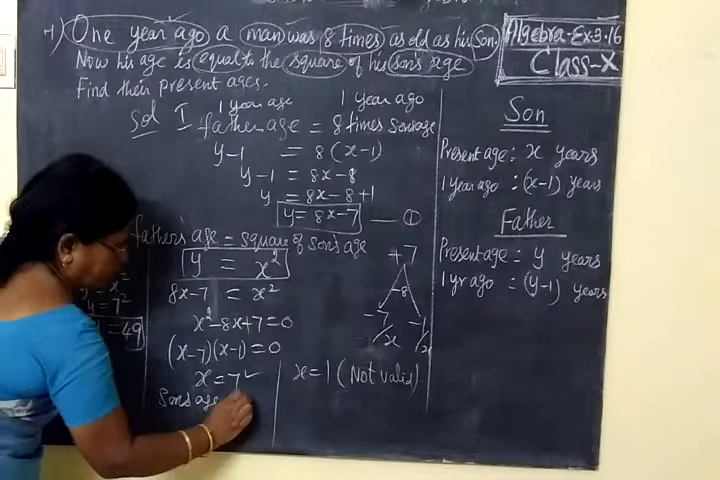 7) One year ago a man was 8 times as old as his son.
Now his age is equal to the square of his son's age
Find their present ages.
Algebra-Ex-3.16
Class-X
Sol I 1 year age 1 year ago
father age = 8 times Sonsage
y-1 = 8(x-1)
y-1 = 8x-8
y = 8x-8+1
y = 8x-7 — ①
father's age = square of son's age
y = x²
8x-7 = x²
x²-8x+7=0
(x-7)(x-1)=0
x=7✓
x=1 (Not valid)
Son's age
+7
-8
-7/x
-1/x
x=
y=7²
=49
Son
Present age: x years
1 year ago : (x-1) years
Father
Present age : y years
1 yr ago : (y-1) years